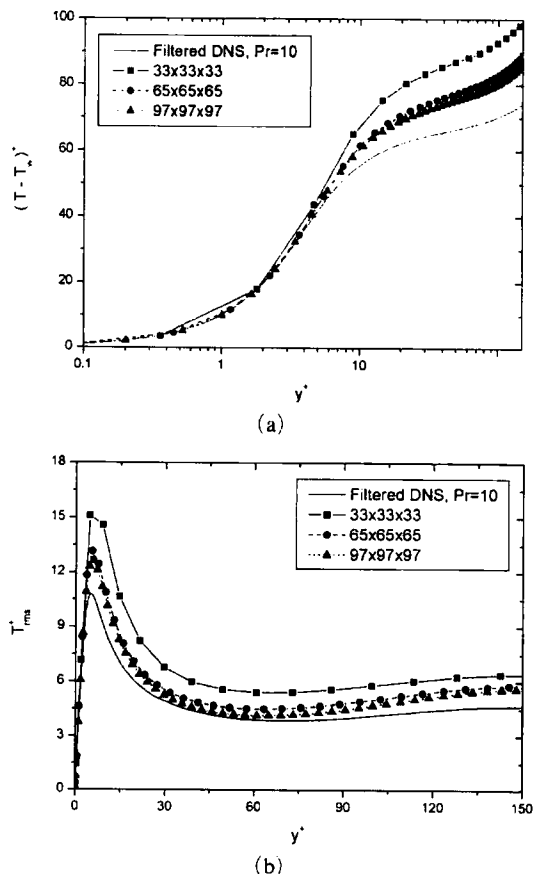 100
80
60
40
20
0
(T - T_w)^+
Filtered DNS, Pr=10
33x33x33
65x65x65
97x97x97
0.1
1
10
y^+
(a)
18
15
12
9
6
3
0
T^+_rms
Filtered DNS, Pr=10
33x33x33
65x65x65
97x97x97
0
30
60
90
120
150
y^+
(b)